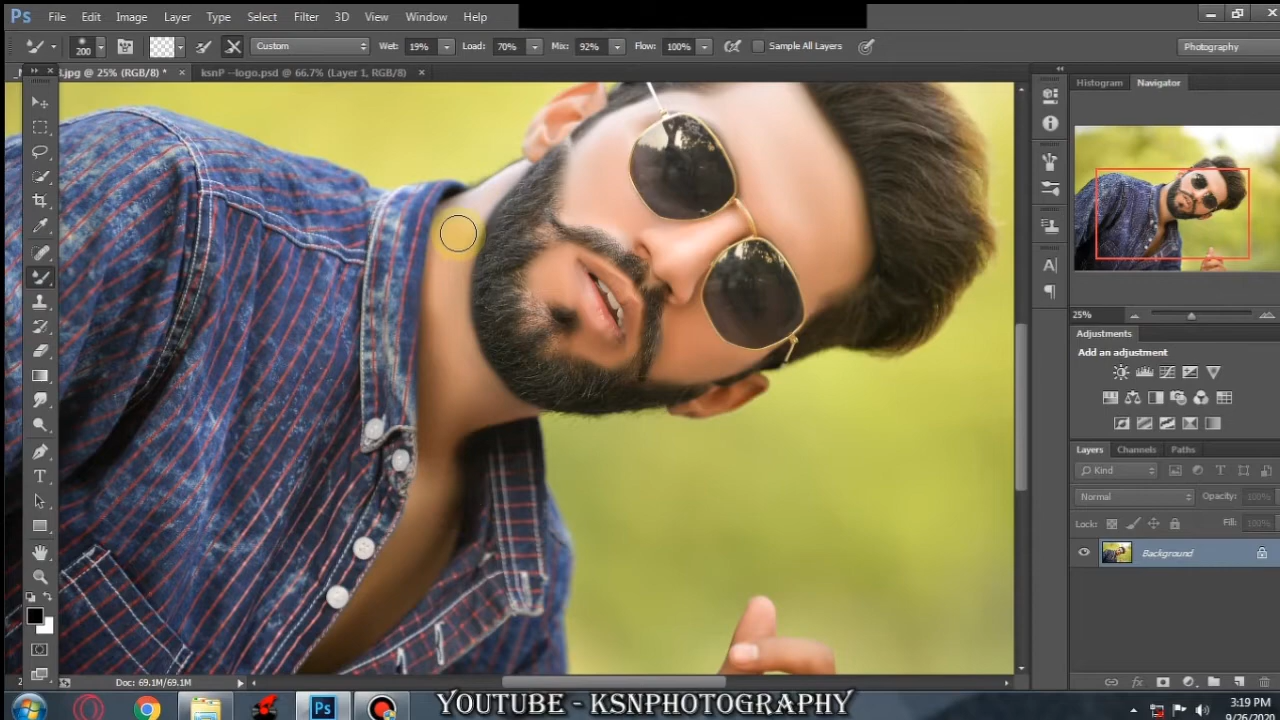 Ps File Edit Image Layer Type Select Filter 3D View Window Help
200 Custom Wet: 19% Load: 70% Mix: 92% Flow: 100% Sample All Layers Photography
.jpg @ 25% (RGB/8) * × ksnP --logo.psd @ 66.7% (Layer 1, RGB/8) ×
Histogram Navigator
25%
Adjustments
Add an adjustment
Layers Channels Paths
Kind
Normal Opacity: 100%
Lock: Fill: 100%
Background
Doc: 69.1M/69.1M
YOUTUBE - KSNPHOTOGRAPHY
3:19 PM